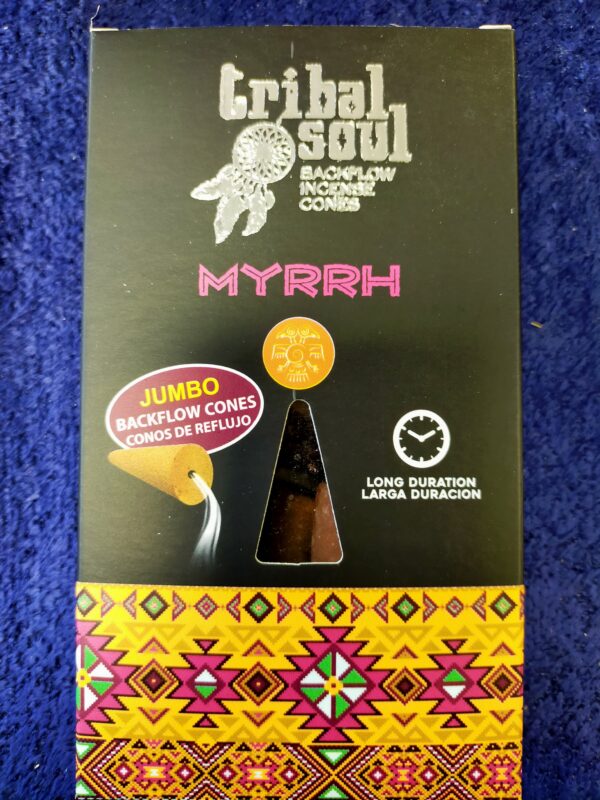 tribal
soul
BACKFLOW
INCENSE
CONES
MYRRH
JUMBO
BACKFLOW CONES
CONOS DE REFLUJO
LONG DURATION
LARGA DURACION